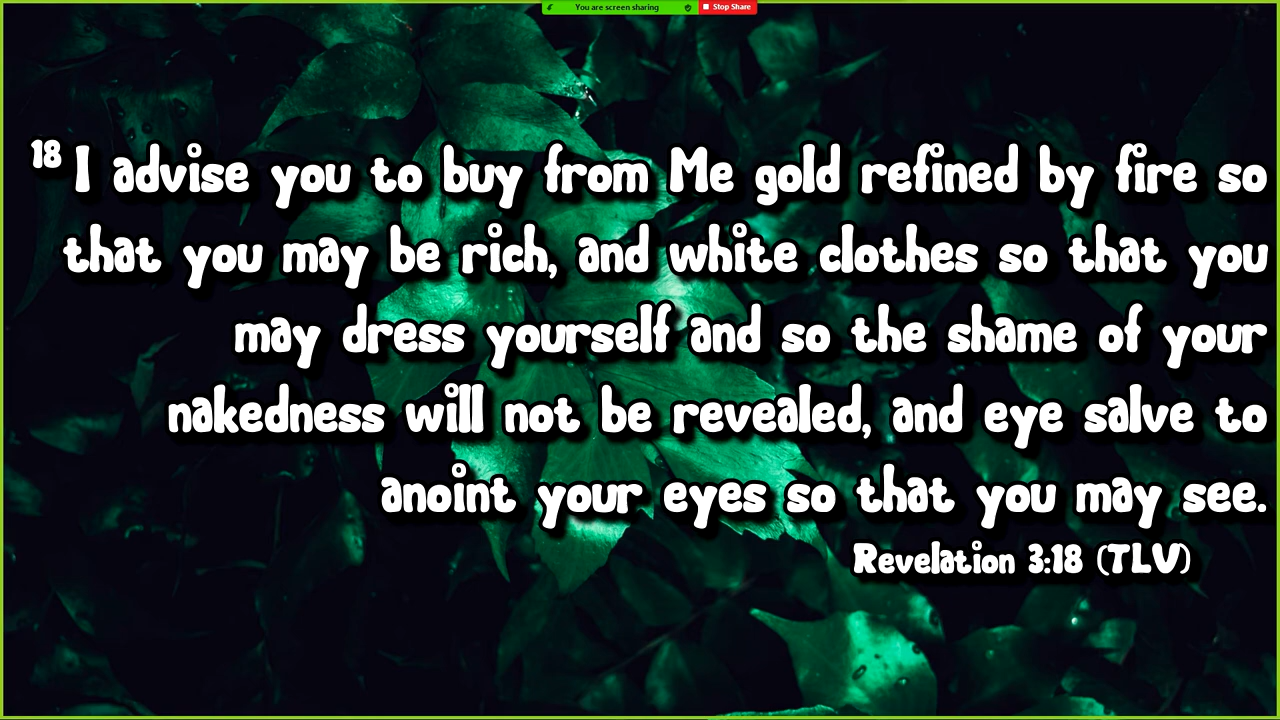 You are screen sharing Stop Share
18 I advise you to buy from Me gold refined by fire so
that you may be rich, and white clothes so that you
may dress yourself and so the shame of your
nakedness will not be revealed, and eye salve to
anoint your eyes so that you may see.
Revelation 3:18 (TLV)